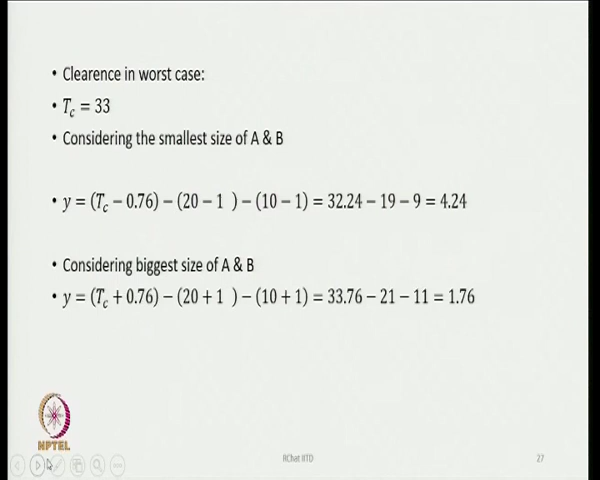 • Clearence in worst case:
• T_c = 33
• Considering the smallest size of A & B
• y = (T_c − 0.76) − (20 − 1 ) − (10 − 1) = 32.24 − 19 − 9 = 4.24
• Considering biggest size of A & B
• y = (T_c + 0.76) − (20 + 1 ) − (10 + 1) = 33.76 − 21 − 11 = 1.76
NPTEL
RChat IITD
27